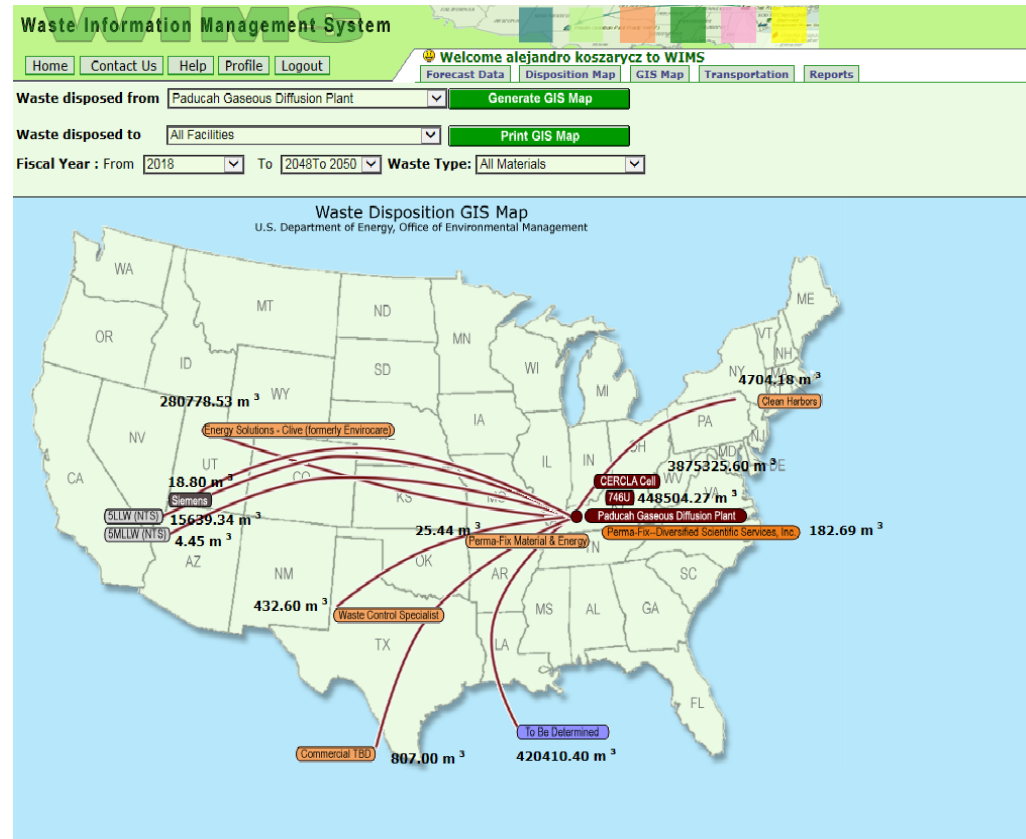 Waste Information Management System
Home Contact Us Help Profile Logout
Welcome alejandro koszarycz to WIMS
Forecast Data Disposition Map GIS Map Transportation Reports
Waste disposed from Paducah Gaseous Diffusion Plant Generate GIS Map
Waste disposed to All Facilities Print GIS Map
Fiscal Year : From 2018 To 2048To 2050 Waste Type: All Materials
Waste Disposition GIS Map
U.S. Department of Energy, Office of Environmental Management
WA
MT
ND
ME
OR
MN
VT
NH
ID
SD
WI
MI
NY
MA
4704.18 m 3
WY
280778.53 m 3
Clean Harbors
IA
PA
Energy Solutions - Clive (formerly Envirocare)
NV
OH
NJ
MD
DE
UT
IL
IN
3875325.60 m 3
CA
CO
WV
18.80 m 3
CERCLA Cell
Siemens
KS
MO
746U
448504.27 m 3
VA
5LLW (NTS)
15639.34 m 3
Paducah Gaseous Diffusion Plant
5MLLW (NTS)
4.45 m 3
25.44 m 3
Perma-Fix Material & Energy
Perma-Fix--Diversified Scientific Services, Inc.
182.69 m 3
TN
AZ
NM
OK
AR
SC
432.60 m 3
Waste Control Specialist
MS
AL
GA
TX
LA
FL
To Be Determined
Commercial TBD
807.00 m 3
420410.40 m 3